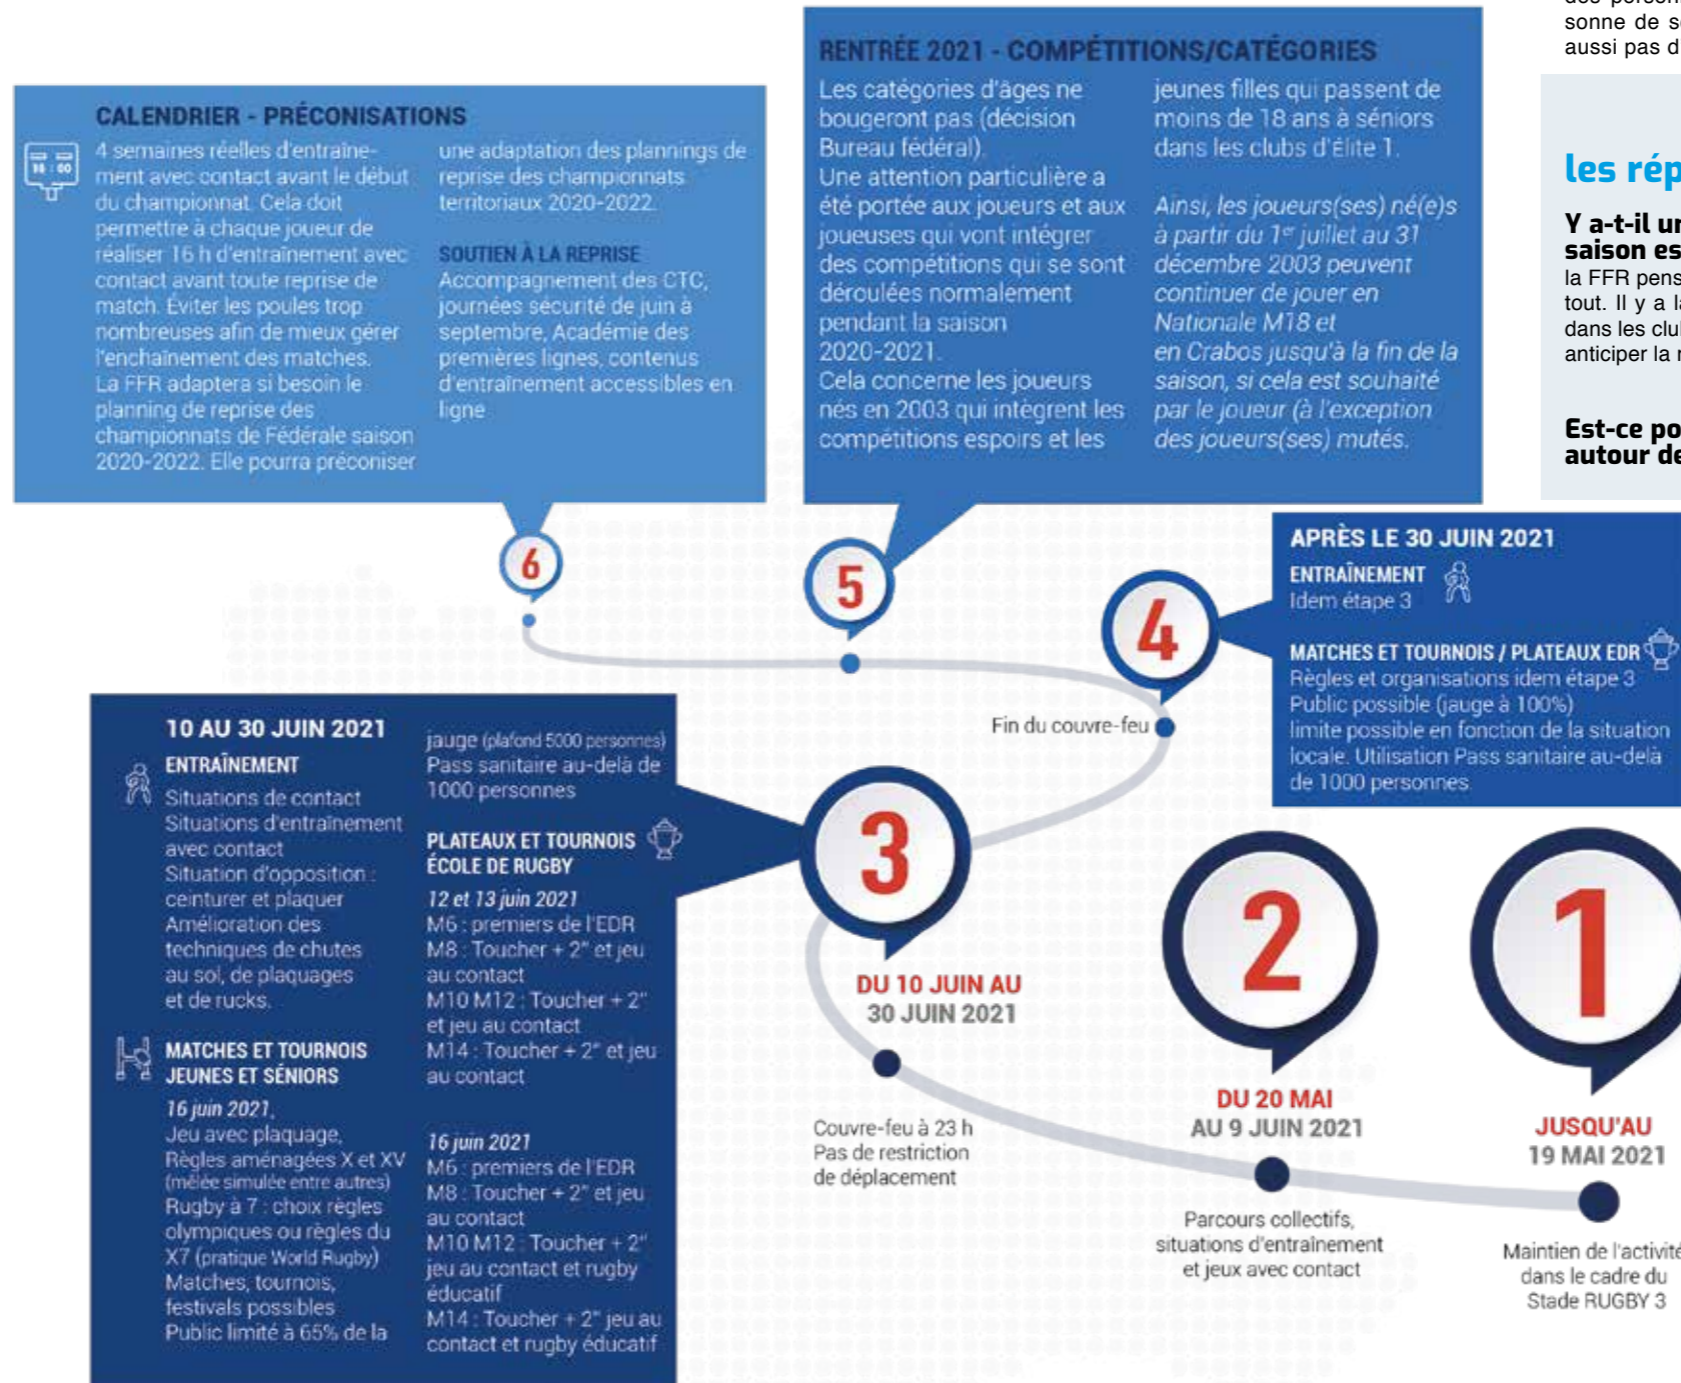 des personn
sonne de se
aussi pas d'
les rép
Y a-t-il un
saison es
la FFR pens
tout. Il y a la
dans les club
anticiper la r
Est-ce po
autour de
CALENDRIER - PRÉCONISATIONS
4 semaines réelles d'entraîne-
ment avec contact avant le début
du championnat. Cela doit
permettre à chaque joueur de
réaliser 16 h d'entraînement avec
contact avant toute reprise de
match. Éviter les poules trop
nombreuses afin de mieux gérer
l'enchaînement des matches.
La FFR adaptera si besoin le
planning de reprise des
championnats de Fédérale saison
2020-2022. Elle pourra préconiser
une adaptation des plannings de
reprise des championnats
territoriaux 2020-2022.
SOUTIEN À LA REPRISE
Accompagnement des CTC,
journées sécurité de juin à
septembre, Académie des
premières lignes, contenus
d'entraînement accessibles en
ligne
RENTRÉE 2021 - COMPÉTITIONS/CATÉGORIES
Les catégories d'âges ne
bougeront pas (décision
Bureau fédéral).
Une attention particulière a
été portée aux joueurs et aux
joueuses qui vont intégrer
des compétitions qui se sont
déroulées normalement
pendant la saison
2020-2021.
Cela concerne les joueurs
nés en 2003 qui intègrent les
compétitions espoirs et les
jeunes filles qui passent de
moins de 18 ans à séniors
dans les clubs d'Élite 1.
Ainsi, les joueurs(ses) né(e)s
à partir du 1er juillet au 31
décembre 2003 peuvent
continuer de jouer en
Nationale M18 et
en Crabos jusqu'à la fin de la
saison, si cela est souhaité
par le joueur (à l'exception
des joueurs(ses) mutés.
6
5
4
APRÈS LE 30 JUIN 2021
ENTRAÎNEMENT
Idem étape 3
MATCHES ET TOURNOIS / PLATEAUX EDR
Règles et organisations idem étape 3
Public possible (jauge à 100%)
limite possible en fonction de la situation
locale. Utilisation Pass sanitaire au-delà
de 1000 personnes
Fin du couvre-feu
10 AU 30 JUIN 2021
ENTRAÎNEMENT
Situations de contact
Situations d'entraînement
avec contact
Situation d'opposition :
ceinturer et plaquer
Amélioration des
techniques de chutes
au sol, de plaquages
et de rucks.
MATCHES ET TOURNOIS
JEUNES ET SÉNIORS
16 juin 2021,
Jeu avec plaquage,
Règles aménagées X et XV
(mêlée simulée entre autres)
Rugby à 7 : choix règles
olympiques ou règles du
X7 (pratique World Rugby)
Matches, tournois,
festivals possibles
Public limité à 65% de la
jauge (plafond 5000 personnes)
Pass sanitaire au-delà de
1000 personnes
PLATEAUX ET TOURNOIS
ÉCOLE DE RUGBY
12 et 13 juin 2021
M6 : premiers de l'EDR
M8 : Toucher + 2" et jeu
au contact
M10 M12 : Toucher + 2"
et jeu au contact
M14 : Toucher + 2" et jeu
au contact
16 juin 2021
M6 : premiers de l'EDR
M8 : Toucher + 2" et jeu
au contact
M10 M12 : Toucher + 2"
jeu au contact et rugby
éducatif
M14 : Toucher + 2" jeu au
contact et rugby éducatif
3
DU 10 JUIN AU
30 JUIN 2021
Couvre-feu à 23 h
Pas de restriction
de déplacement
2
DU 20 MAI
AU 9 JUIN 2021
Parcours collectifs,
situations d'entraînement
et jeux avec contact
1
JUSQU'AU
19 MAI 2021
Maintien de l'activité
dans le cadre du
Stade RUGBY 3